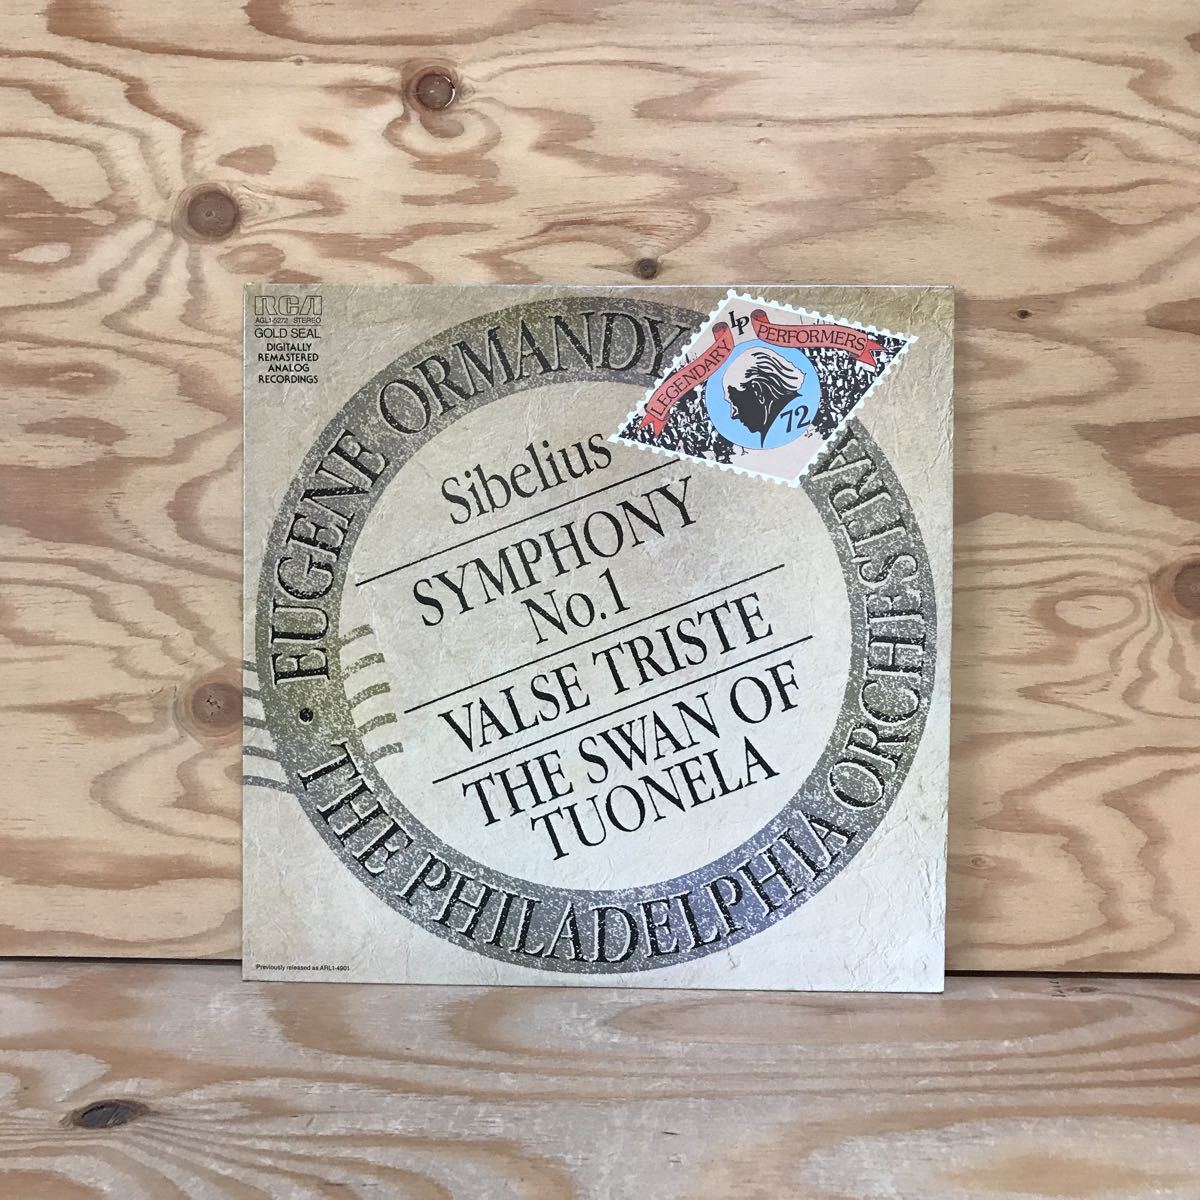 RCA
AGL1-5272 STEREO
GOLD SEAL
DIGITALLY
REMASTERED
ANALOG
RECORDINGS
LEGENDARY LP PERFORMERS
72
• EUGENE ORMANDY
THE PHILADELPHIA ORCHESTRA
Sibelius
SYMPHONY
No.1
VALSE TRISTE
THE SWAN OF
TUONELA
Previously released as ARL1-4901